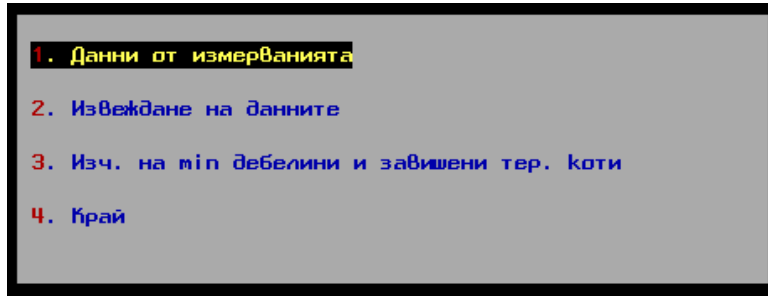 1. Данни от измерванията
2. Извеждане на данните
3. Изч. на min дебелини и завишени тер. коти
4. Край